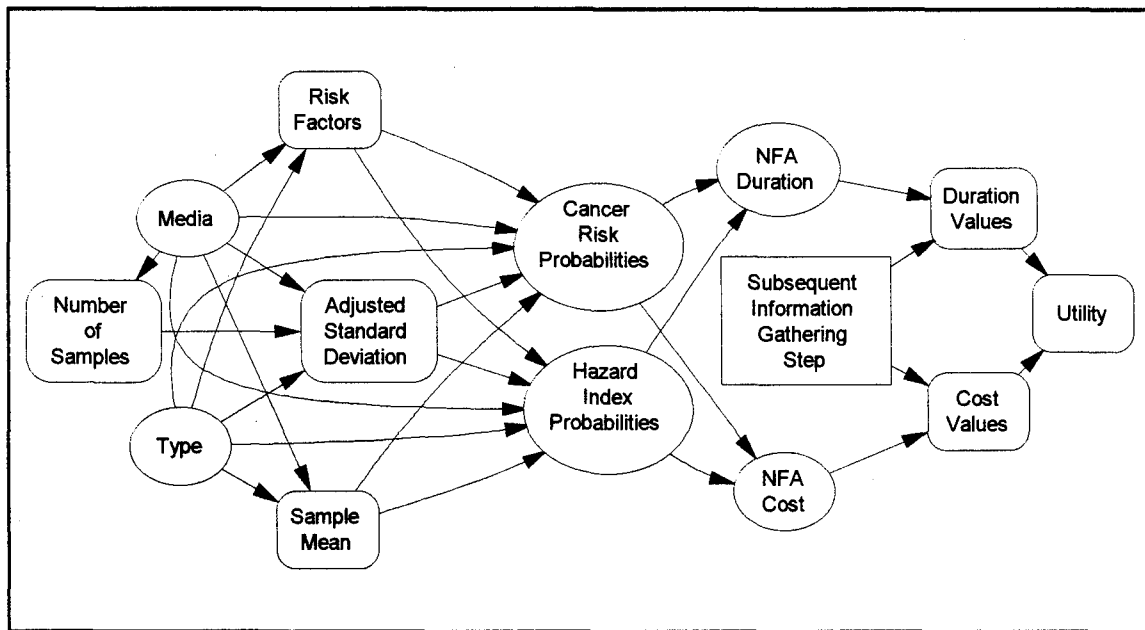 Risk
Factors
Media
Number
of
Samples
Adjusted
Standard
Deviation
Type
Sample
Mean
Cancer
Risk
Probabilities
Hazard
Index
Probabilities
NFA
Duration
Subsequent
Information
Gathering
Step
NFA
Cost
Duration
Values
Cost
Values
Utility